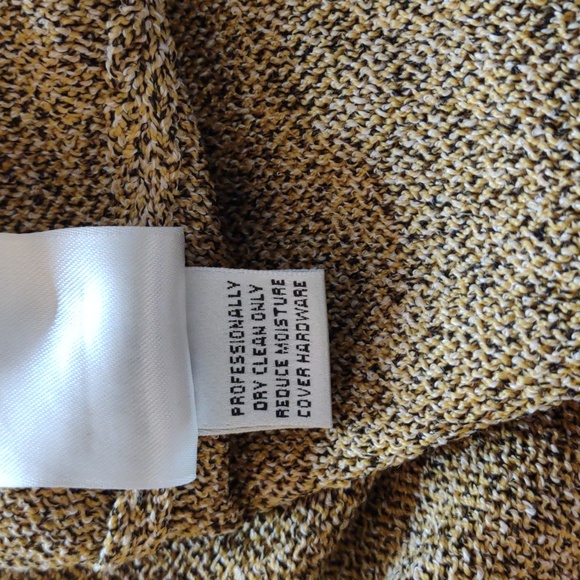 PROFESSIONALLY
DRY CLEAN ONLY
REDUCE MOISTURE
COVER HARDWARE